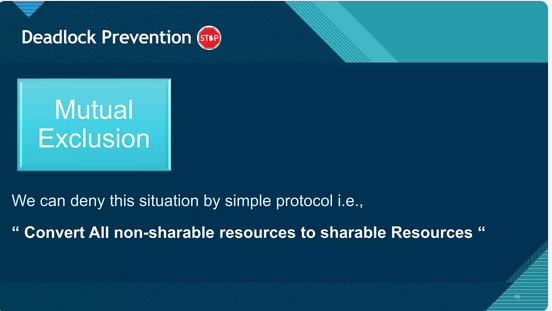 Deadlock Prevention STOP
Mutual
Exclusion
We can deny this situation by simple protocol i.e.,
“ Convert All non-sharable resources to sharable Resources “